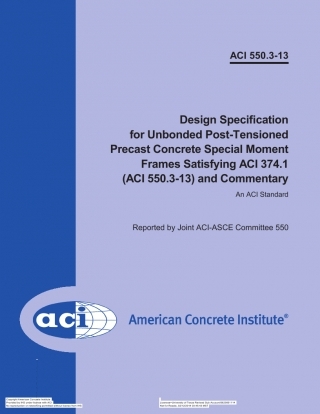 ACI 550.3-13
Design Specification
for Unbonded Post-Tensioned
Precast Concrete Special Moment
Frames Satisfying ACI 374.1
(ACI 550.3-13) and Commentary
An ACI Standard
Reported by Joint ACI-ASCE Committee 550
aci
American Concrete Institute®